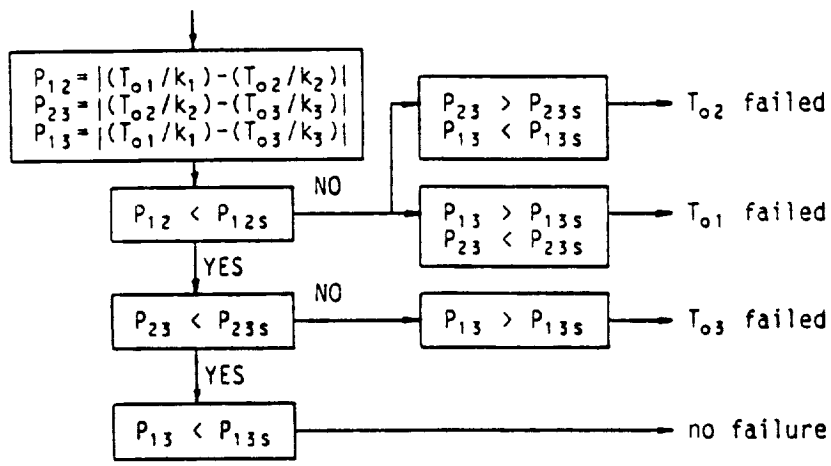 P₁₂ = |(Tₒ₁/k₁)-(Tₒ₂/k₂)|
P₂₃ = |(Tₒ₂/k₂)-(Tₒ₃/k₃)|
P₁₃ = |(Tₒ₁/k₁)-(Tₒ₃/k₃)|
P₂₃ > P₂₃ₛ
P₁₃ < P₁₃ₛ
Tₒ₂ failed
P₁₂ < P₁₂ₛ
NO
P₁₃ > P₁₃ₛ
P₂₃ < P₂₃ₛ
Tₒ₁ failed
YES
P₂₃ < P₂₃ₛ
NO
P₁₃ > P₁₃ₛ
Tₒ₃ failed
YES
P₁₃ < P₁₃ₛ
no failure